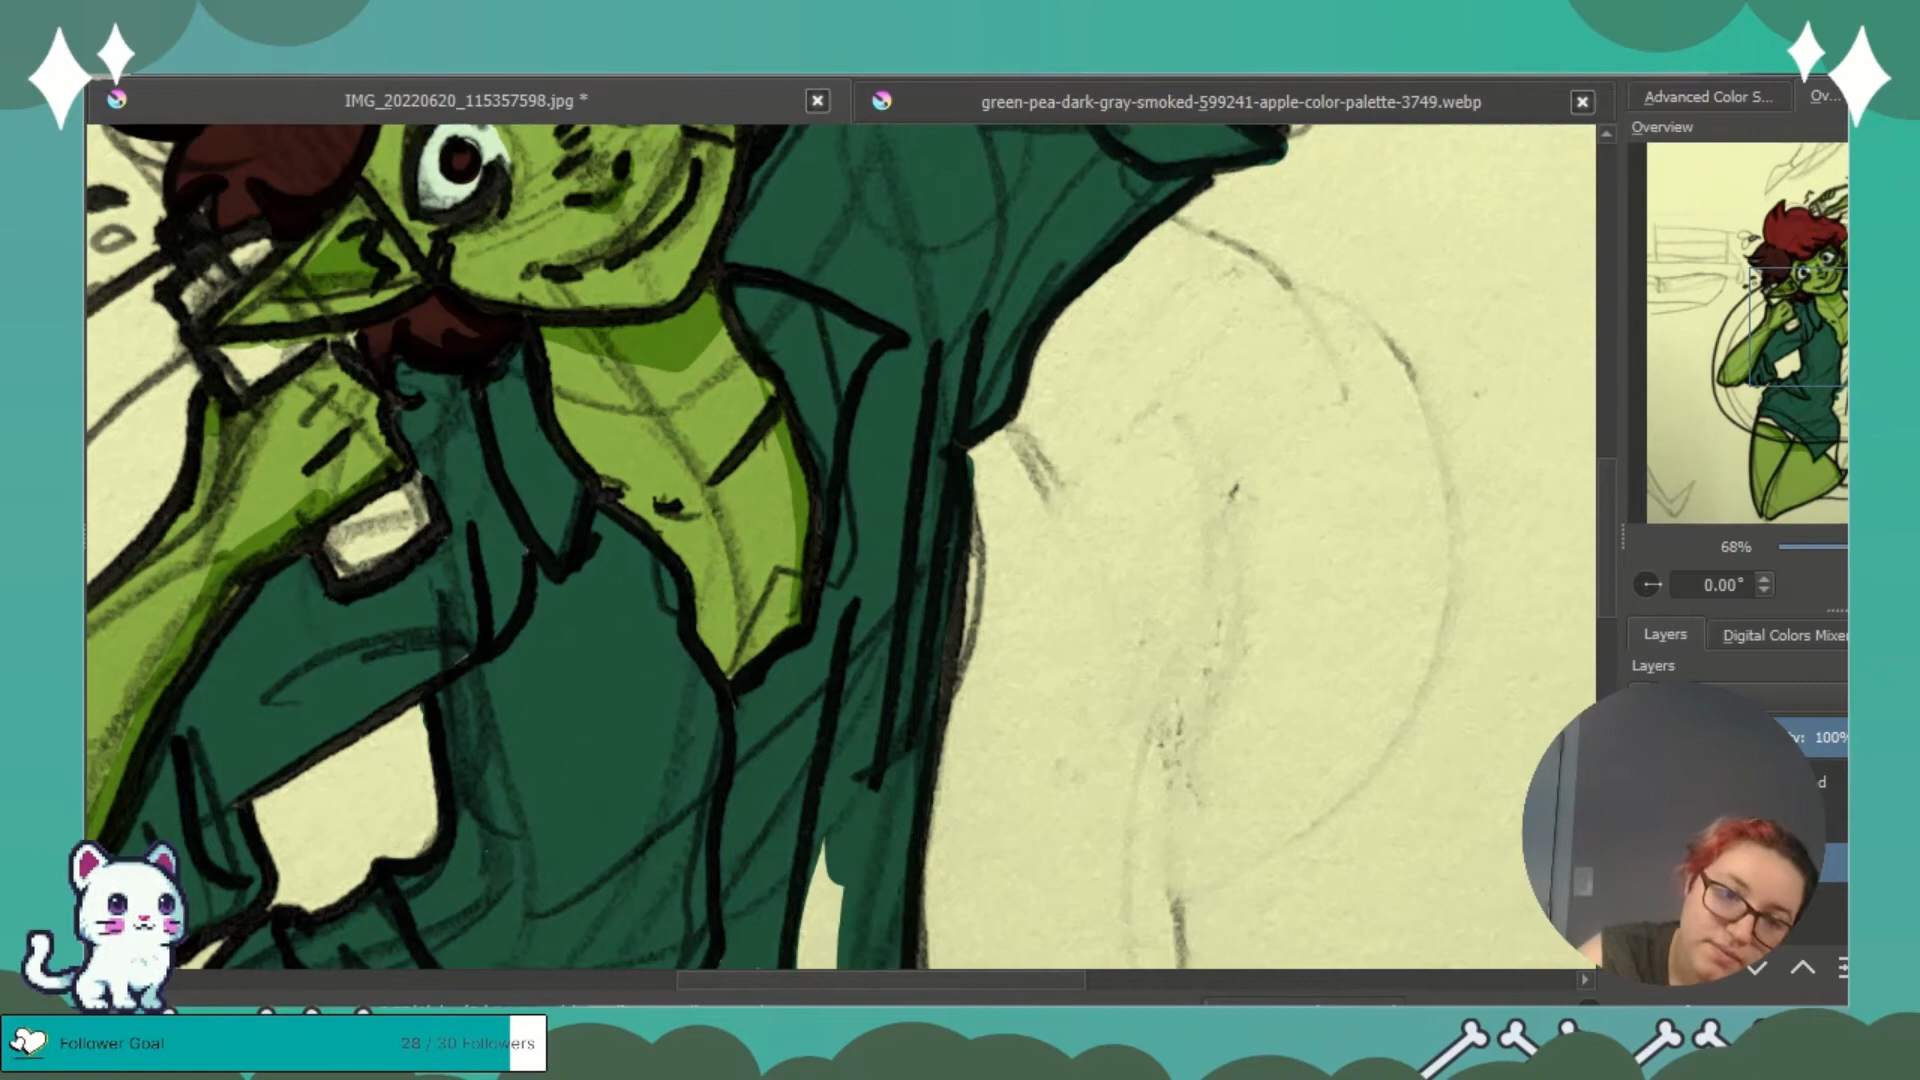 IMG_20220620_115357598.jpg *
green-pea-dark-gray-smoked-599241-apple-color-palette-3749.webp
Advanced Color S...
Ov...
Overview
68%
0.00°
Layers
Digital Colors Mixe
Layers
100%
d
Follower Goal
28 / 30 Followers